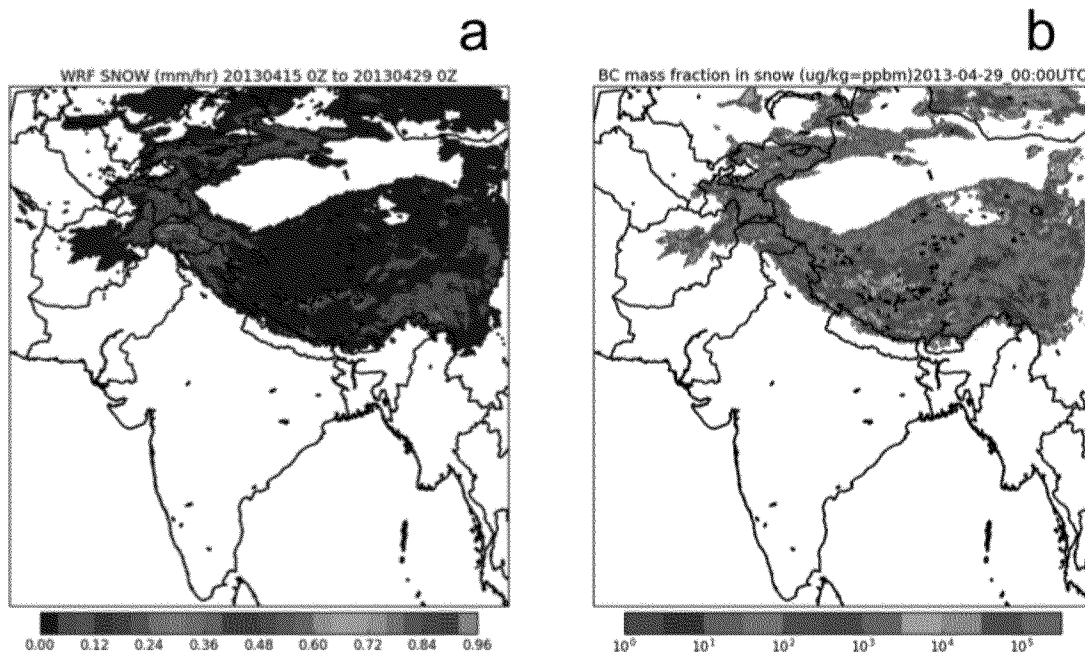 a
b
WRF SNOW (mm/hr) 20130415 0Z to 20130429 0Z
BC mass fraction in snow (ug/kg=ppbm)2013-04-29_00:00UTC
0.00 0.12 0.24 0.36 0.48 0.60 0.72 0.84 0.96
10⁰ 10¹ 10² 10³ 10⁴ 10⁵